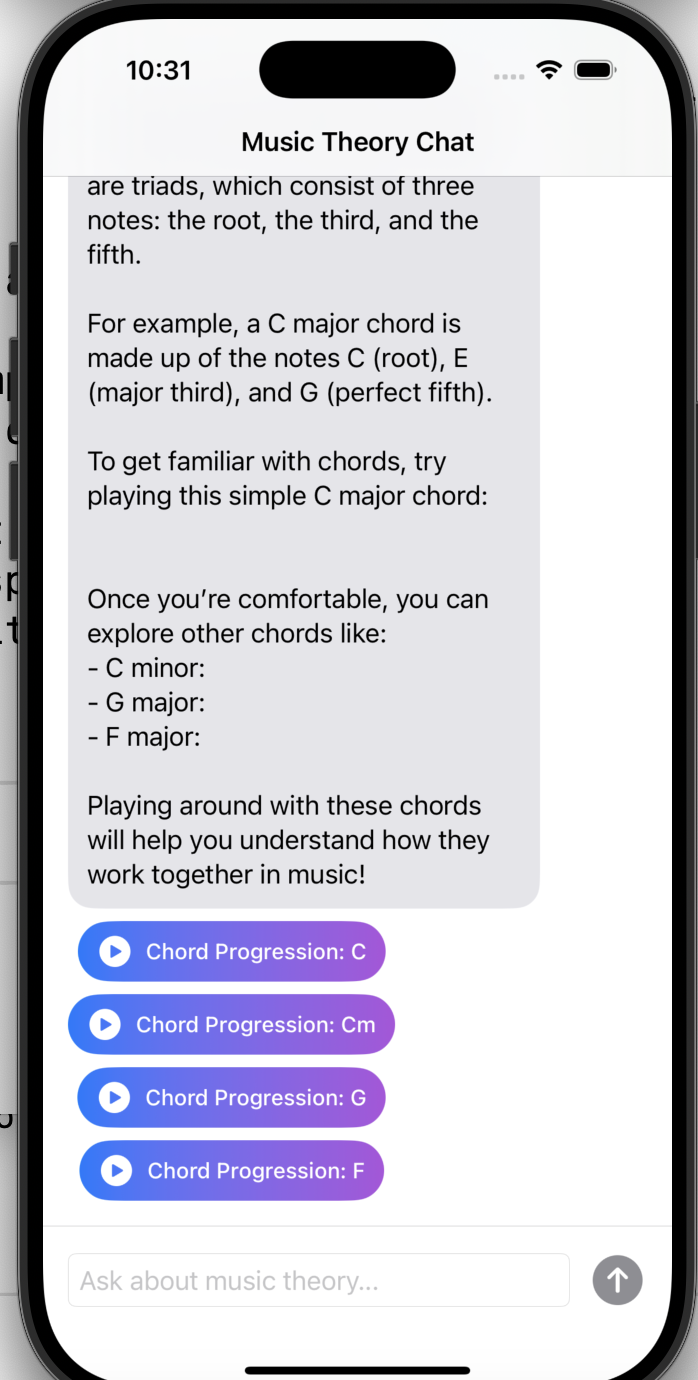 10:31
Music Theory Chat
are triads, which consist of three
notes: the root, the third, and the
fifth.
For example, a C major chord is
made up of the notes C (root), E
(major third), and G (perfect fifth).
To get familiar with chords, try
playing this simple C major chord:
Once you’re comfortable, you can
explore other chords like:
- C minor:
- G major:
- F major:
Playing around with these chords
will help you understand how they
work together in music!
Chord Progression: C
Chord Progression: Cm
Chord Progression: G
Chord Progression: F
Ask about music theory...